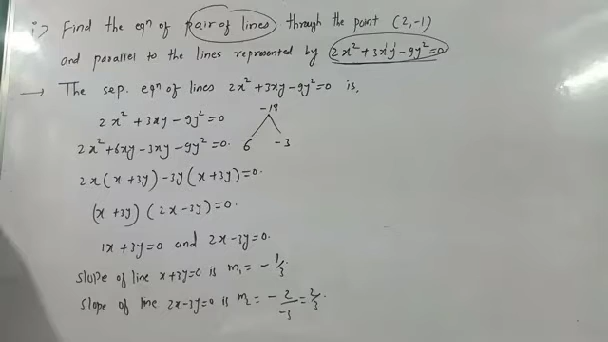 i) Find the eqn of pair of lines through the point (2,-1)
and parallel to the lines represented by 2x²+3xy-9y²=0
→ The sep. eqn of lines 2x²+3xy-9y²=0 is,
2x²+3xy-9y²=0
-18
2x²+6xy-3xy-9y²=0.
6 -3
2x(x+3y)-3y(x+3y)=0.
(x+3y)(2x-3y)=0.
1x+3y=0 and 2x-3y=0.
slope of line x+3y=0 is m₁ = -1/3.
slope of line 2x-3y=0 is m₂ = -2/-3 = 2/3.